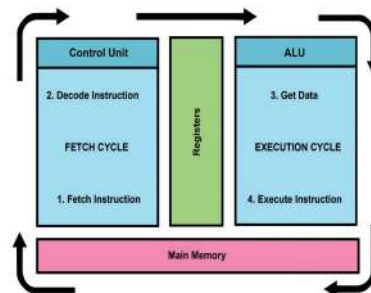 Control Unit
2. Decode Instruction
FETCH CYCLE
1. Fetch Instruction
Registers
ALU
3. Get Data
EXECUTION CYCLE
4. Execute Instruction
Main Memory